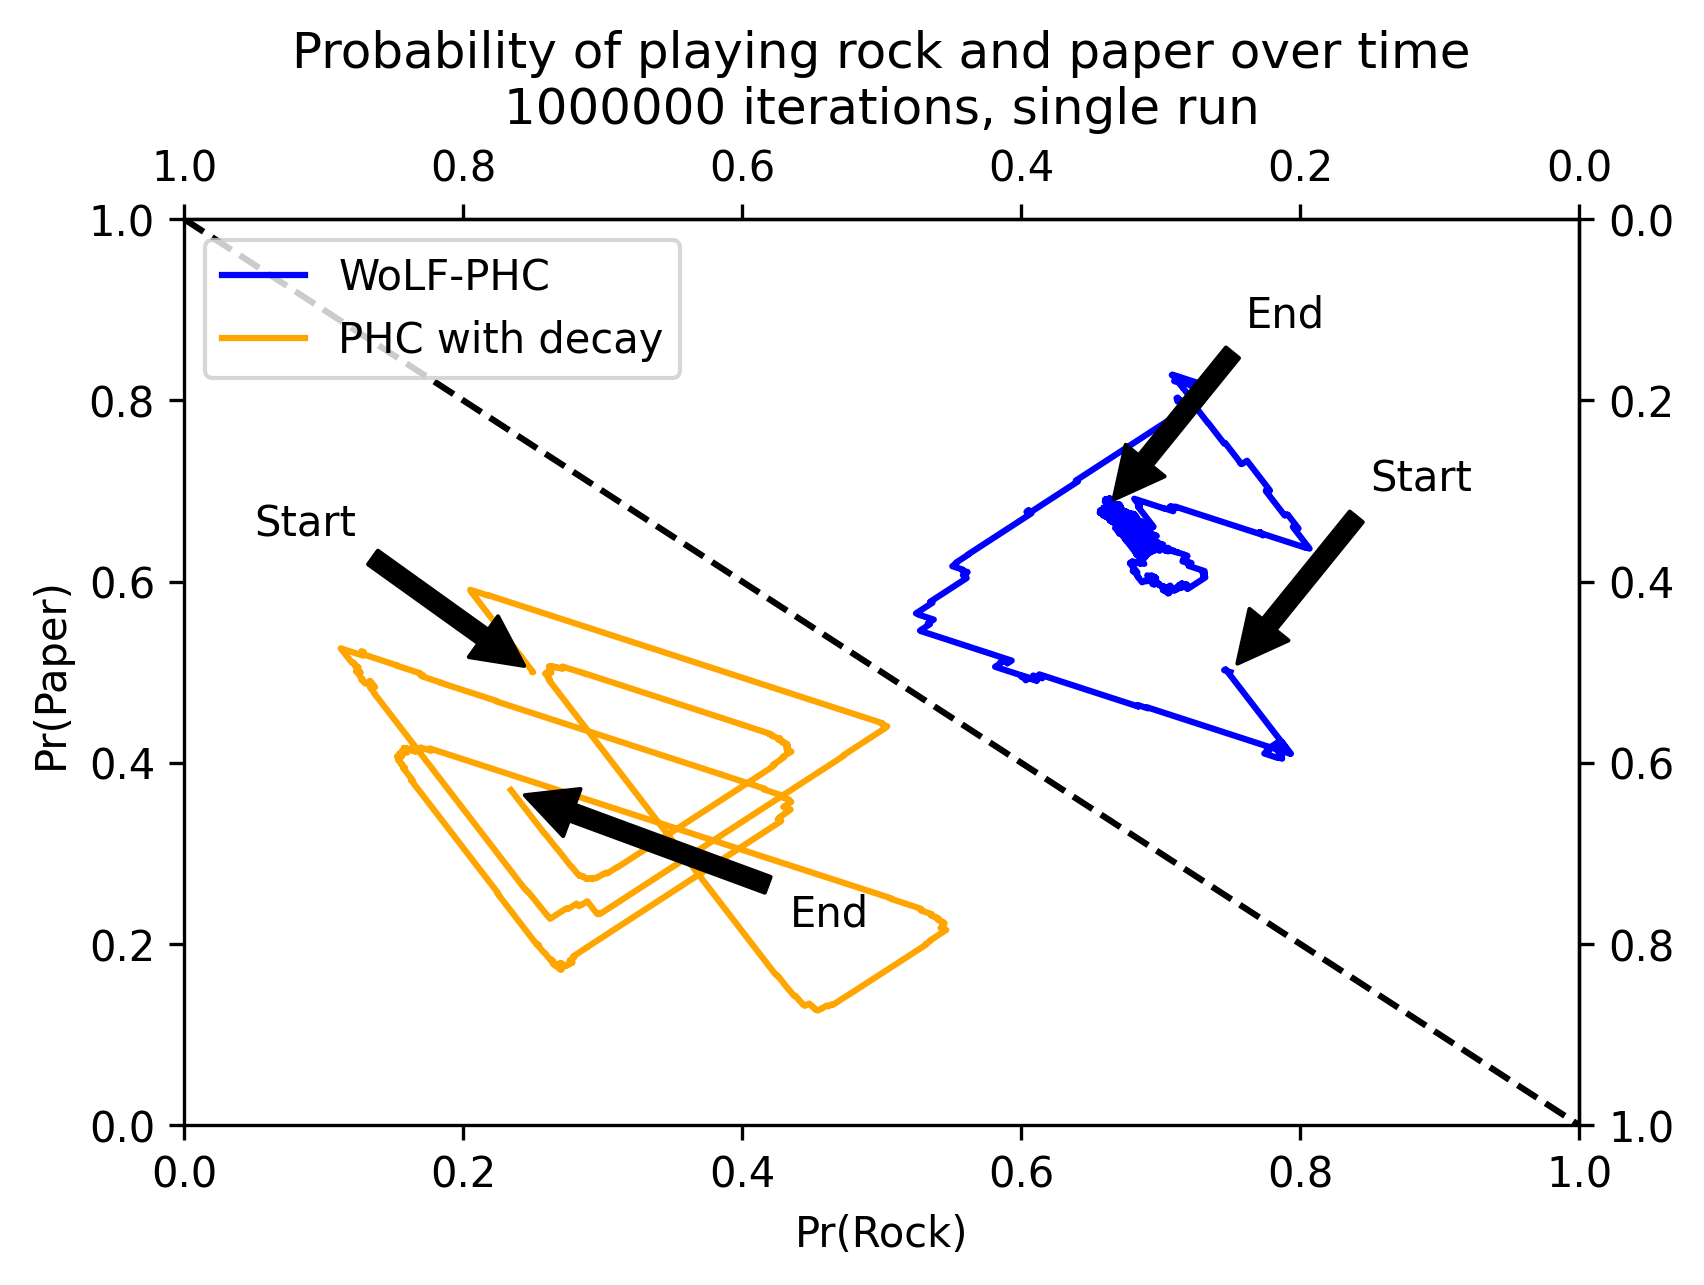 Probability of playing rock and paper over time
1000000 iterations, single run
1.0 0.8 0.6 0.4 0.2 0.0
1.0 0.0
WoLF-PHC
PHC with decay
End
0.8 0.2
Start
Start
0.6 0.4
Pr(Paper)
0.4 0.6
End
0.2 0.8
0.0 1.0
0.0 0.2 0.4 0.6 0.8 1.0
Pr(Rock)